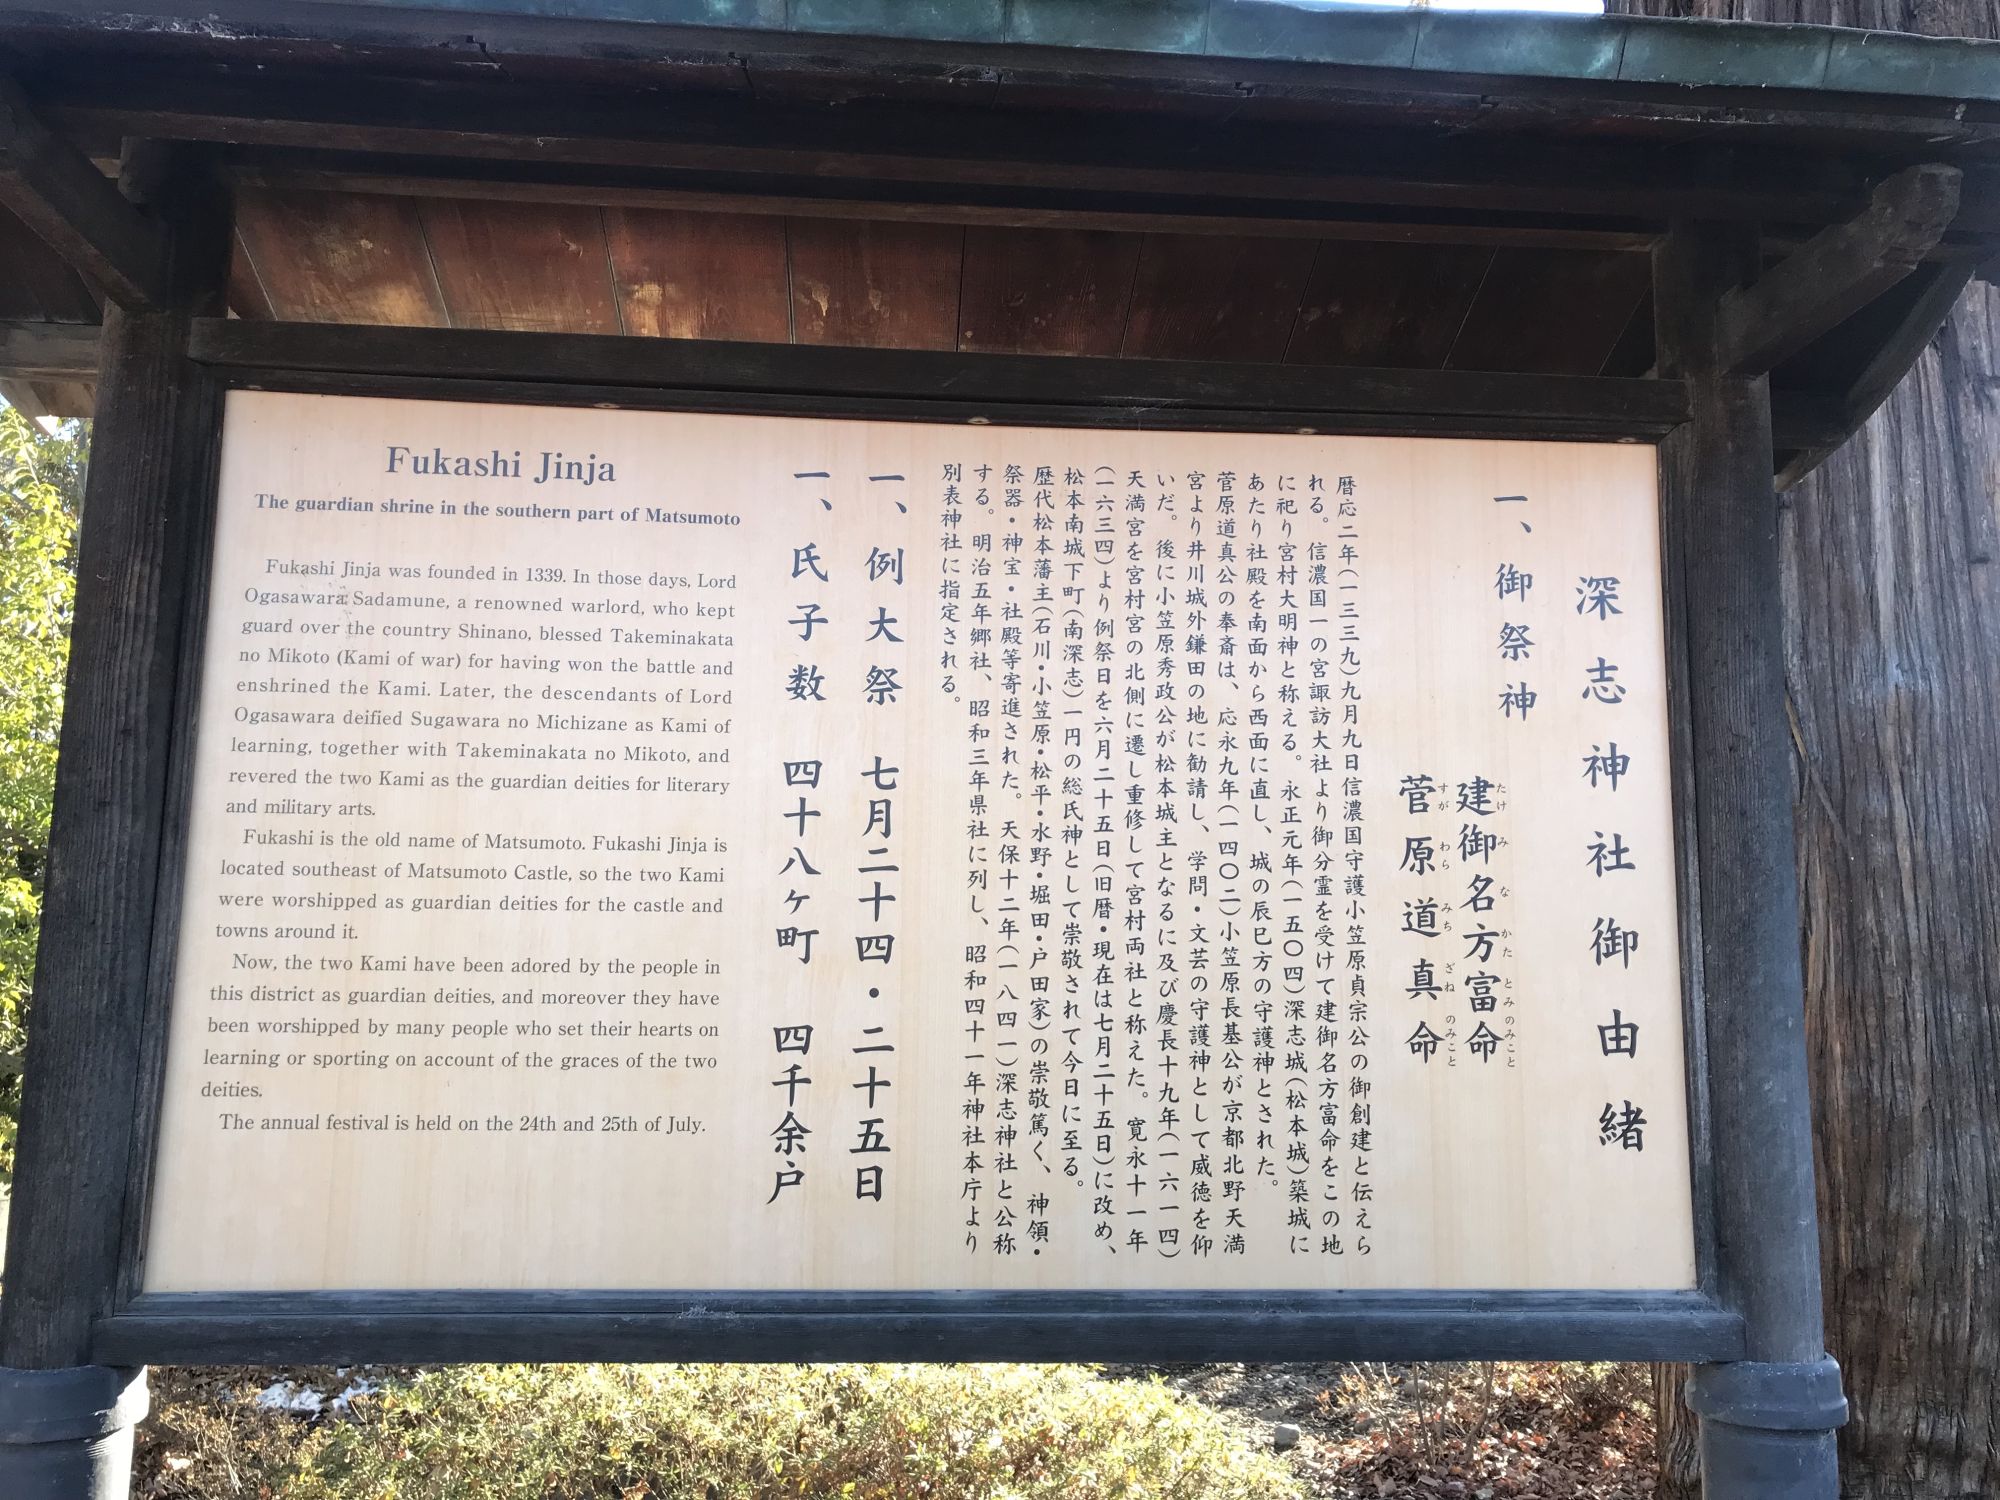 深志神社御由緒
一、御祭神
建御名方富命
たけみなかたとみのみこと
菅原道真命
すがわらみちざねのみこと
暦応二年(一三三九)九月九日信濃国守護小笠原貞宗公の御創建と伝えら
れる。信濃国一の宮諏訪大社より御分霊を受けて建御名方富命をこの地
に祀り宮村大明神と称える。永正元年(一五〇四)深志城(松本城)築城に
あたり社殿を南面から西面に直し、城の辰巳方の守護神とされた。
菅原道真公の奉斎は、応永九年(一四〇二)小笠原長基公が京都北野天満
宮より井川城外鎌田の地に勧請し、学問・文芸の守護神として威徳を仰
いだ。後に小笠原秀政公が松本城主となるに及び慶長十九年(一六一四)
天満宮を宮村宮の北側に遷し重修して宮村両社と称えた。寛永十一年
(一六三四)より例祭日を六月二十五日(旧暦・現在は七月二十五日)に改め、
松本南城下町(南深志)一円の総氏神として崇敬されて今日に至る。
歴代松本藩主(石川・小笠原・松平・水野・堀田・戸田家)の崇敬篤く、神領・
祭器・神宝・社殿等寄進された。天保十二年(一八四一)深志神社と公称
する。明治五年郷社、昭和三年県社に列し、昭和四十一年神社本庁より
別表神社に指定される。
一、例大祭 七月二十四・二十五日
一、氏子数 四十八ヶ町 四千余戸
Fukashi Jinja
The guardian shrine in the southern part of Matsumoto
Fukashi Jinja was founded in 1339. In those days, Lord
Ogasawara Sadamune, a renowned warlord, who kept
guard over the country Shinano, blessed Takeminakata
no Mikoto (Kami of war) for having won the battle and
enshrined the Kami. Later, the descendants of Lord
Ogasawara deified Sugawara no Michizane as Kami of
learning, together with Takeminakata no Mikoto, and
revered the two Kami as the guardian deities for literary
and military arts.
Fukashi is the old name of Matsumoto. Fukashi Jinja is
located southeast of Matsumoto Castle, so the two Kami
were worshipped as guardian deities for the castle and
towns around it.
Now, the two Kami have been adored by the people in
this district as guardian deities, and moreover they have
been worshipped by many people who set their hearts on
learning or sporting on account of the graces of the two
deities.
The annual festival is held on the 24th and 25th of July.